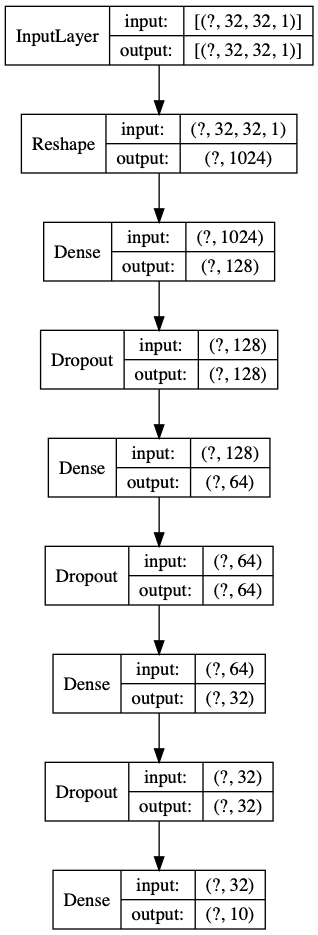 InputLayer
input: [(?, 32, 32, 1)]
output: [(?, 32, 32, 1)]
Reshape
input: (?, 32, 32, 1)
output: (?, 1024)
Dense
input: (?, 1024)
output: (?, 128)
Dropout
input: (?, 128)
output: (?, 128)
Dense
input: (?, 128)
output: (?, 64)
Dropout
input: (?, 64)
output: (?, 64)
Dense
input: (?, 64)
output: (?, 32)
Dropout
input: (?, 32)
output: (?, 32)
Dense
input: (?, 32)
output: (?, 10)